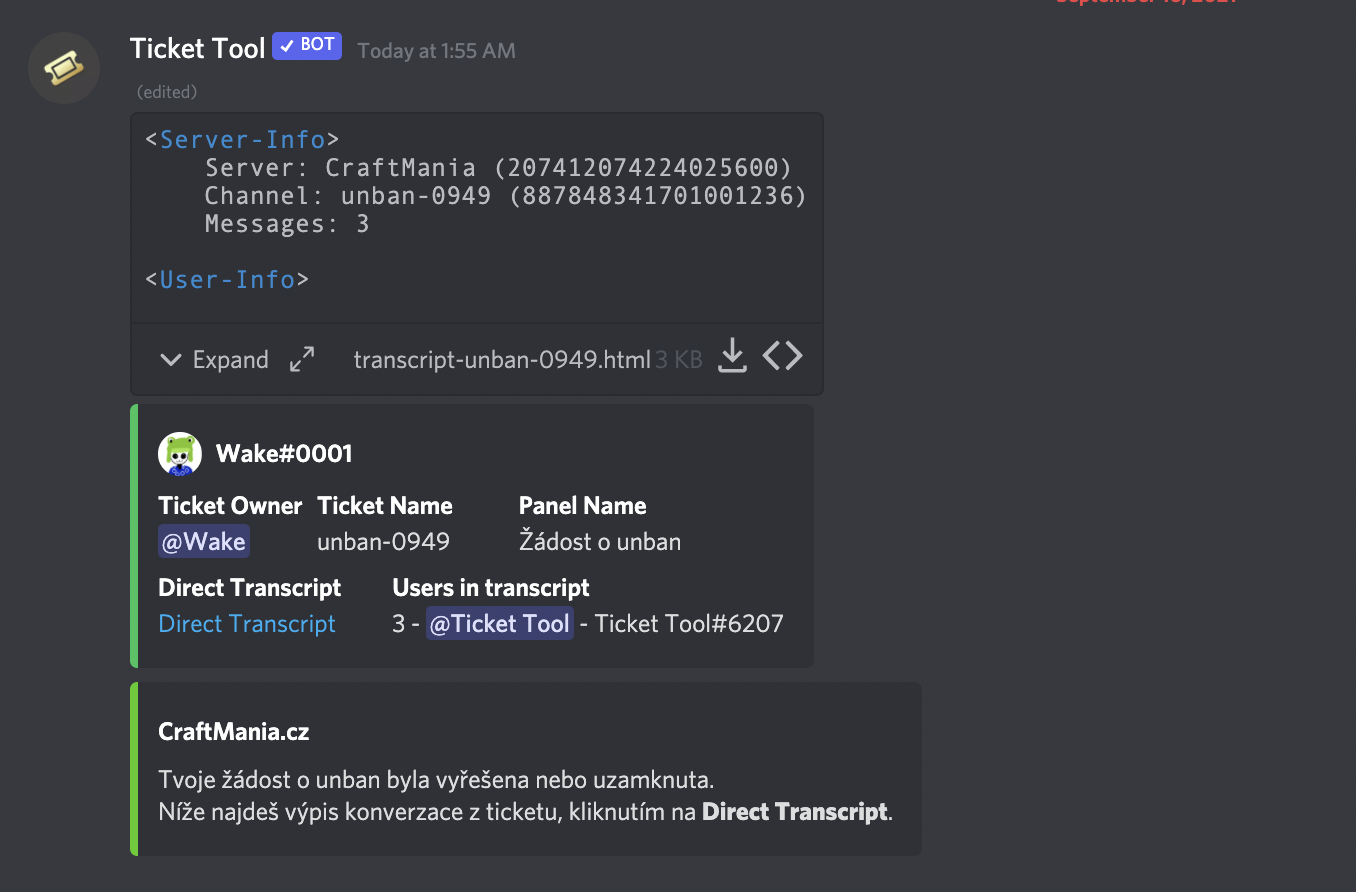 Ticket Tool ✓ BOT Today at 1:55 AM
(edited)
<Server-Info>
Server: CraftMania (207412074224025600)
Channel: unban-0949 (887848341701001236)
Messages: 3
<User-Info>
Expand transcript-unban-0949.html 3 KB
Wake#0001
Ticket Owner Ticket Name Panel Name
@Wake unban-0949 Žádost o unban
Direct Transcript Users in transcript
Direct Transcript 3 - @Ticket Tool - Ticket Tool#6207
CraftMania.cz
Tvoje žádost o unban byla vyřešena nebo uzamknuta.
Níže najdeš výpis konverzace z ticketu, kliknutím na Direct Transcript.